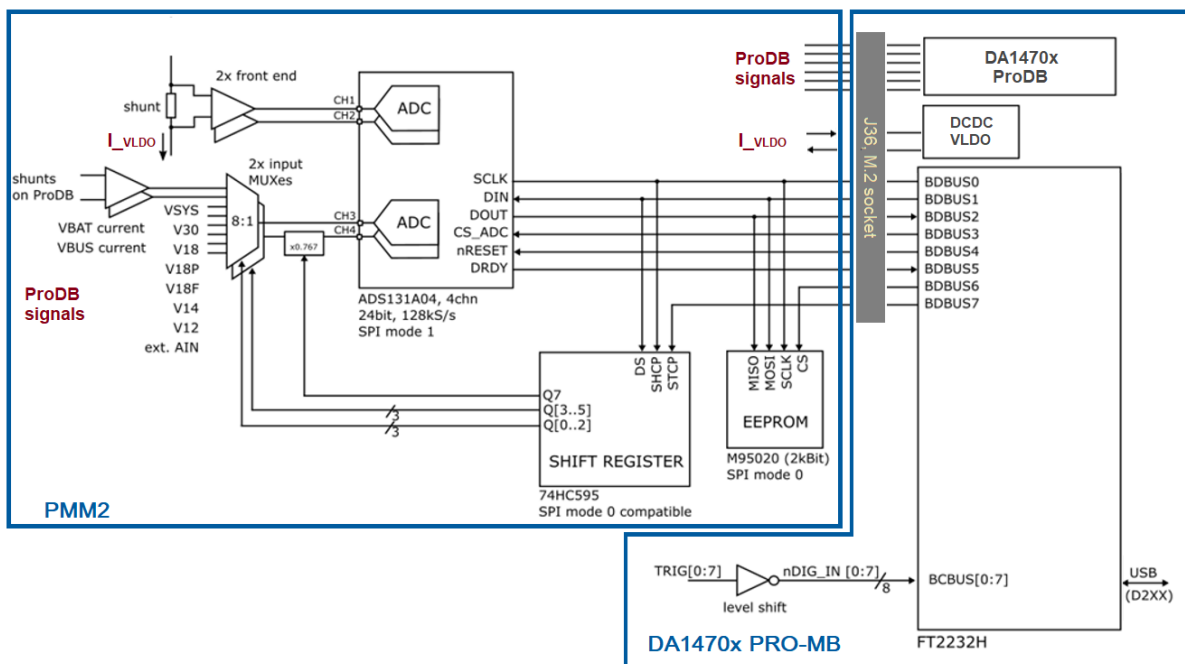 2x front end
shunt
I_VLDO
CH1
CH2
ADC
ProDB
signals
I_VLDO
J36, M.2 socket
DA1470x
ProDB
DCDC
VLDO
shunts
on ProDB
VBAT current
VBUS current
2x input
MUXes
8:1
VSYS
V30
V18
V18P
V18F
V14
V12
ext. AIN
ProDB
signals
CH3
CH4
x0.767
ADC
SCLK
DIN
DOUT
CS_ADC
nRESET
DRDY
ADS131A04, 4chn
24bit, 128kS/s
SPI mode 1
BDBUS0
BDBUS1
BDBUS2
BDBUS3
BDBUS4
BDBUS5
BDBUS6
BDBUS7
DS
SHCP
STCP
Q7
Q[3..5]
Q[0..2]
3
3
SHIFT REGISTER
74HC595
SPI mode 0 compatible
MISO
MOSI
SCLK
CS
EEPROM
M95020 (2kBit)
SPI mode 0
PMM2
TRIG[0:7]
nDIG_IN [0:7]
8
level shift
BCBUS[0:7]
USB
(D2XX)
DA1470x PRO-MB
FT2232H